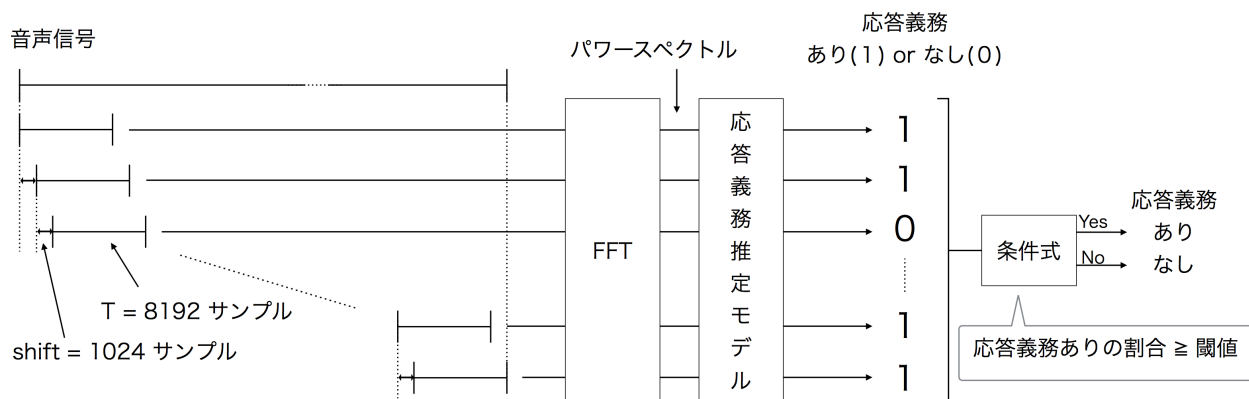 音声信号
パワースペクトル
応答義務
あり(1) or なし(0)
FFT
応答義務推定モデル
1
1
0
1
1
T = 8192 サンプル
shift = 1024 サンプル
条件式
Yes
No
応答義務
あり
なし
応答義務ありの割合 ≧ 閾値